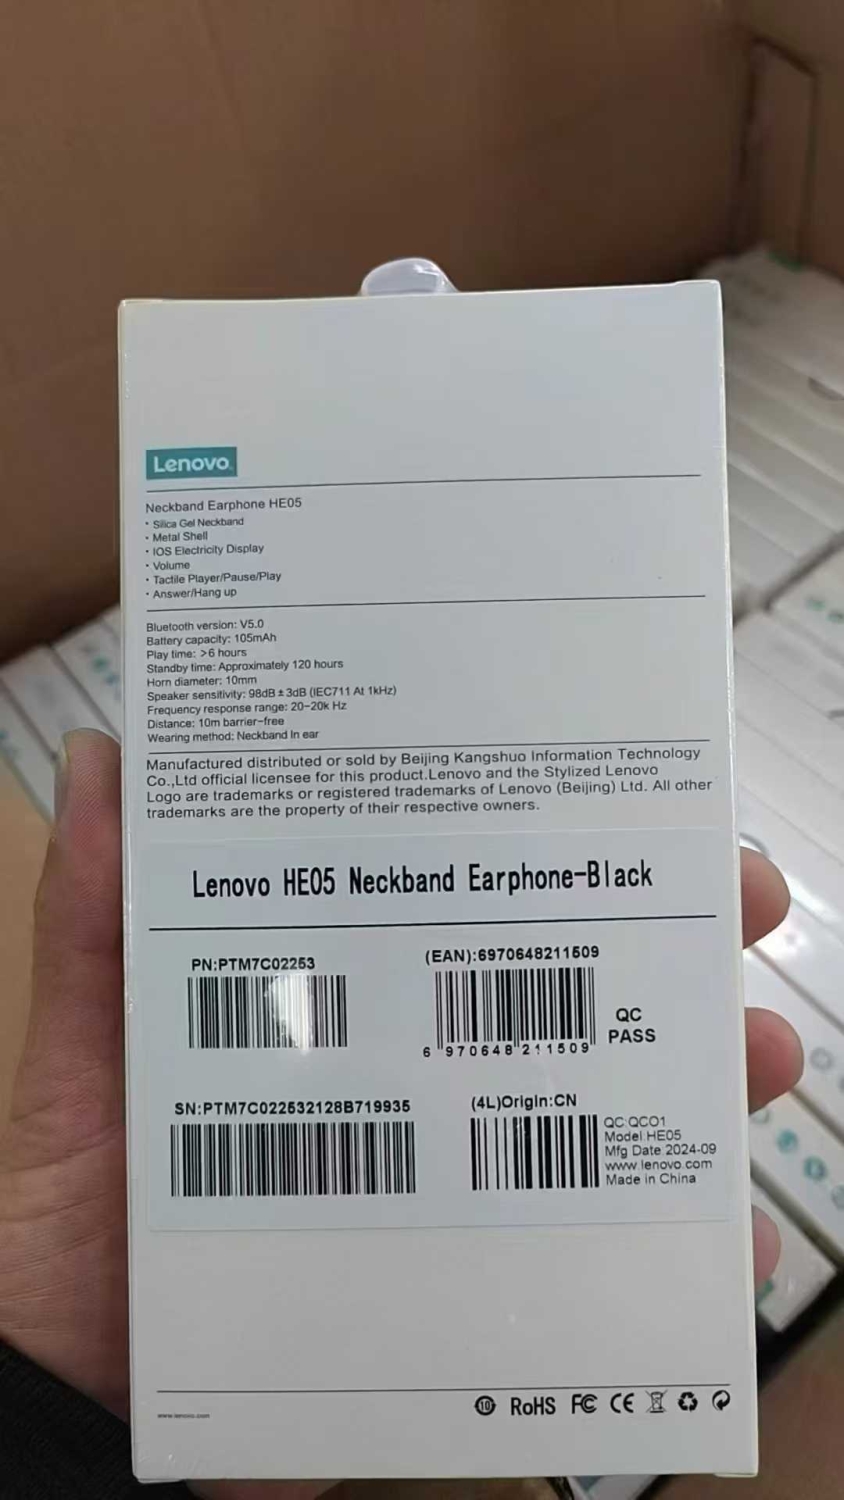 Lenovo
Neckband Earphone HE05
· Silica Gel Neckband
· Metal Shell
· IOS Electricity Display
· Volume
· Tactile Player/Pause/Play
· Answer/Hang up
Bluetooth version: V5.0
Battery capacity: 105mAh
Play time: >6 hours
Standby time: Approximately 120 hours
Horn diameter: 10mm
Speaker sensitivity: 98dB ± 3dB (IEC711 At 1kHz)
Frequency response range: 20-20k Hz
Distance: 10m barrier-free
Wearing method: Neckband In ear
Manufactured distributed or sold by Beijing Kangshuo Information Technology
Co.,Ltd official licensee for this product.Lenovo and the Stylized Lenovo
Logo are trademarks or registered trademarks of Lenovo (Beijing) Ltd. All other
trademarks are the property of their respective owners.
Lenovo HE05 Neckband Earphone-Black
PN:PTM7C02253
(EAN):6970648211509
6 970648 211509
QC
PASS
SN:PTM7C022532128B719935
(4L)Origin:CN
QC:QC01
Model:HE05
Mfg Date 2024-09
www.lenovo.com
Made in China
www.lenovo.com
10 RoHS FC CE